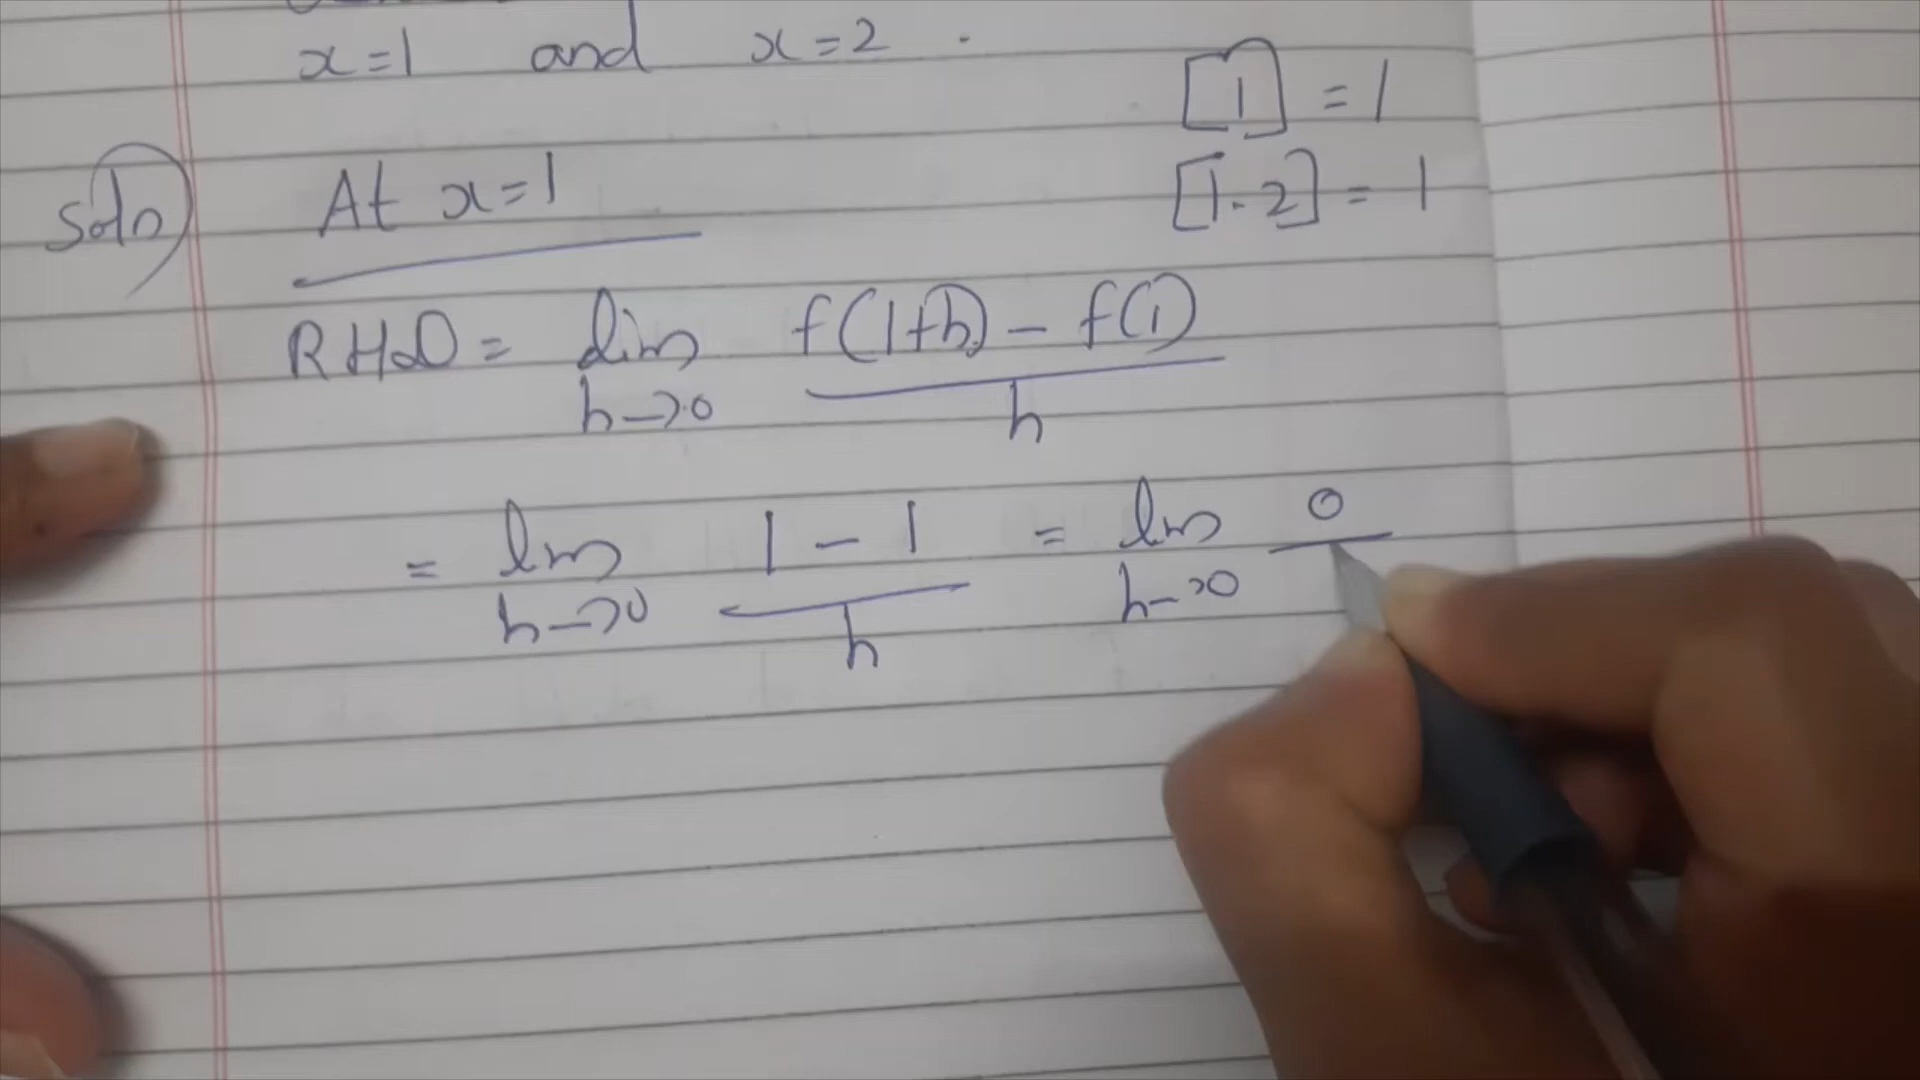 x=1 and x=2 .
[1] = 1
[1.2] = 1
Soln
At x=1
RHD = lim f(1+h) - f(1)
h→0 h
= lim 1 - 1 = lim 0
h→0 h h→0